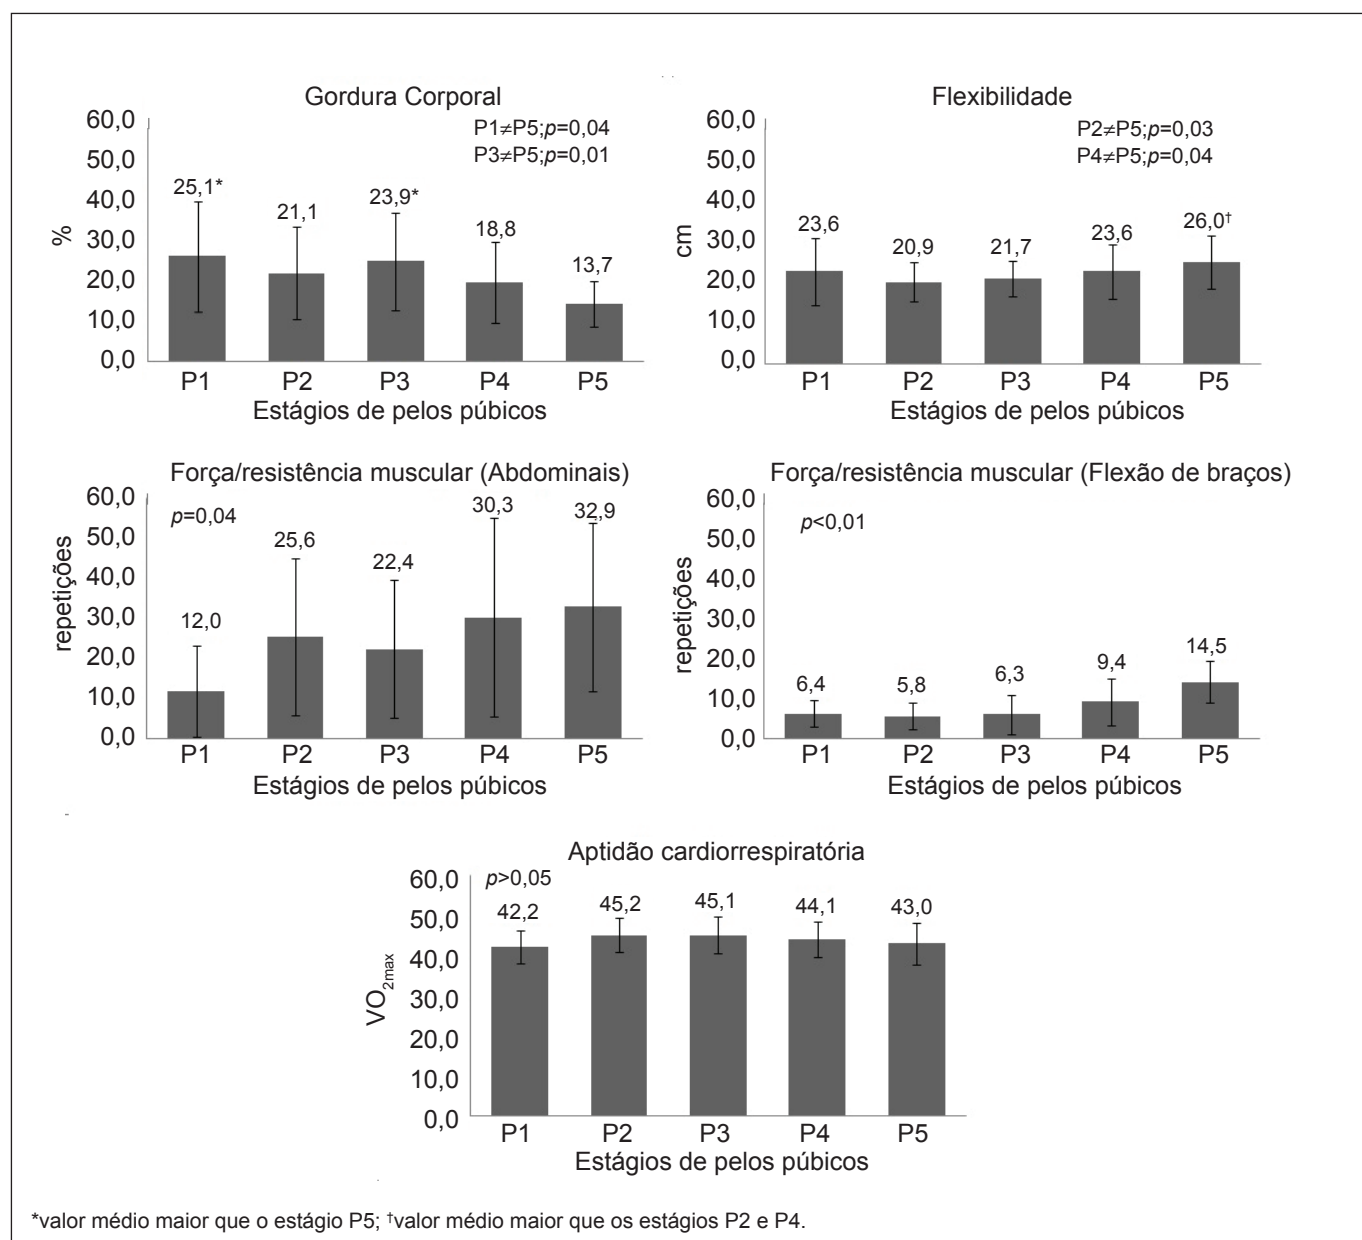 Gordura Corporal
P1≠P5;p=0,04
P3≠P5;p=0,01
60,0
50,0
40,0
30,0
20,0
10,0
0,0
%
25,1*
21,1
23,9*
18,8
13,7
P1 P2 P3 P4 P5
Estágios de pelos púbicos
Flexibilidade
P2≠P5;p=0,03
P4≠P5;p=0,04
60,0
50,0
40,0
30,0
20,0
10,0
0,0
cm
23,6
20,9
21,7
23,6
26,0†
P1 P2 P3 P4 P5
Estágios de pelos púbicos
Força/resistência muscular (Abdominais)
p=0,04
60,0
50,0
40,0
30,0
20,0
10,0
0,0
repetições
12,0
25,6
22,4
30,3
32,9
P1 P2 P3 P4 P5
Estágios de pelos púbicos
Força/resistência muscular (Flexão de braços)
p<0,01
60,0
50,0
40,0
30,0
20,0
10,0
0,0
repetições
6,4
5,8
6,3
9,4
14,5
P1 P2 P3 P4 P5
Estágios de pelos púbicos
Aptidão cardiorrespiratória
p>0,05
60,0
50,0
40,0
30,0
20,0
10,0
0,0
VO2max
42,2
45,2
45,1
44,1
43,0
P1 P2 P3 P4 P5
Estágios de pelos púbicos
*valor médio maior que o estágio P5; †valor médio maior que os estágios P2 e P4.